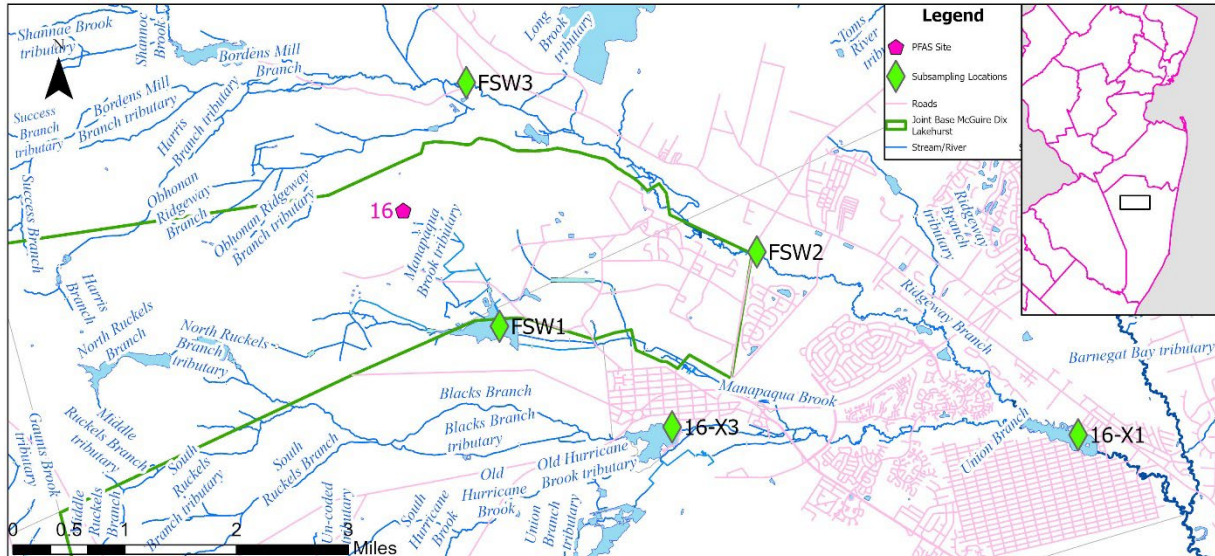 Shannae Brook
tributary
Shannoc
Brook
N
Bordens Mill
Branch
Long
Brook
tributary
Toms
River
Legend
PFAS Site
Subsampling Locations
Roads
Joint Base McGuire Dix
Lakehurst
Stream/River
FSW3
Success
Branch
tributary
Bordens Mill
Branch tributary
Harris
Branch tributary
Success Branch
Obhonan
Ridgeway
Branch
Obhonan Ridgeway
Branch tributary
16
Manapaqua
Brook tributary
Ridgeway
Branch
tributary
FSW2
Harris
Branch
North Ruckels
Branch
North Ruckels
Branch
tributary
FSW1
Ridgeway Branch
Barnegat Bay tributary
Manapaqua Brook
Blacks Branch
Blacks Branch
tributary
16-X3
16-X1
Union Branch
Gaunts Brook
tributary
Middle
Ruckels Branch
tributary
South
Ruckels
Branch tributary
South
Ruckels Branch
Old
Hurricane
Brook
Old Hurricane
Brook tributary
Middle
Ruckels
Branch
Un-coded
tributary
South
Hurricane
Brook
Union
Branch
tributary
0 0.5 1 2 3
Miles